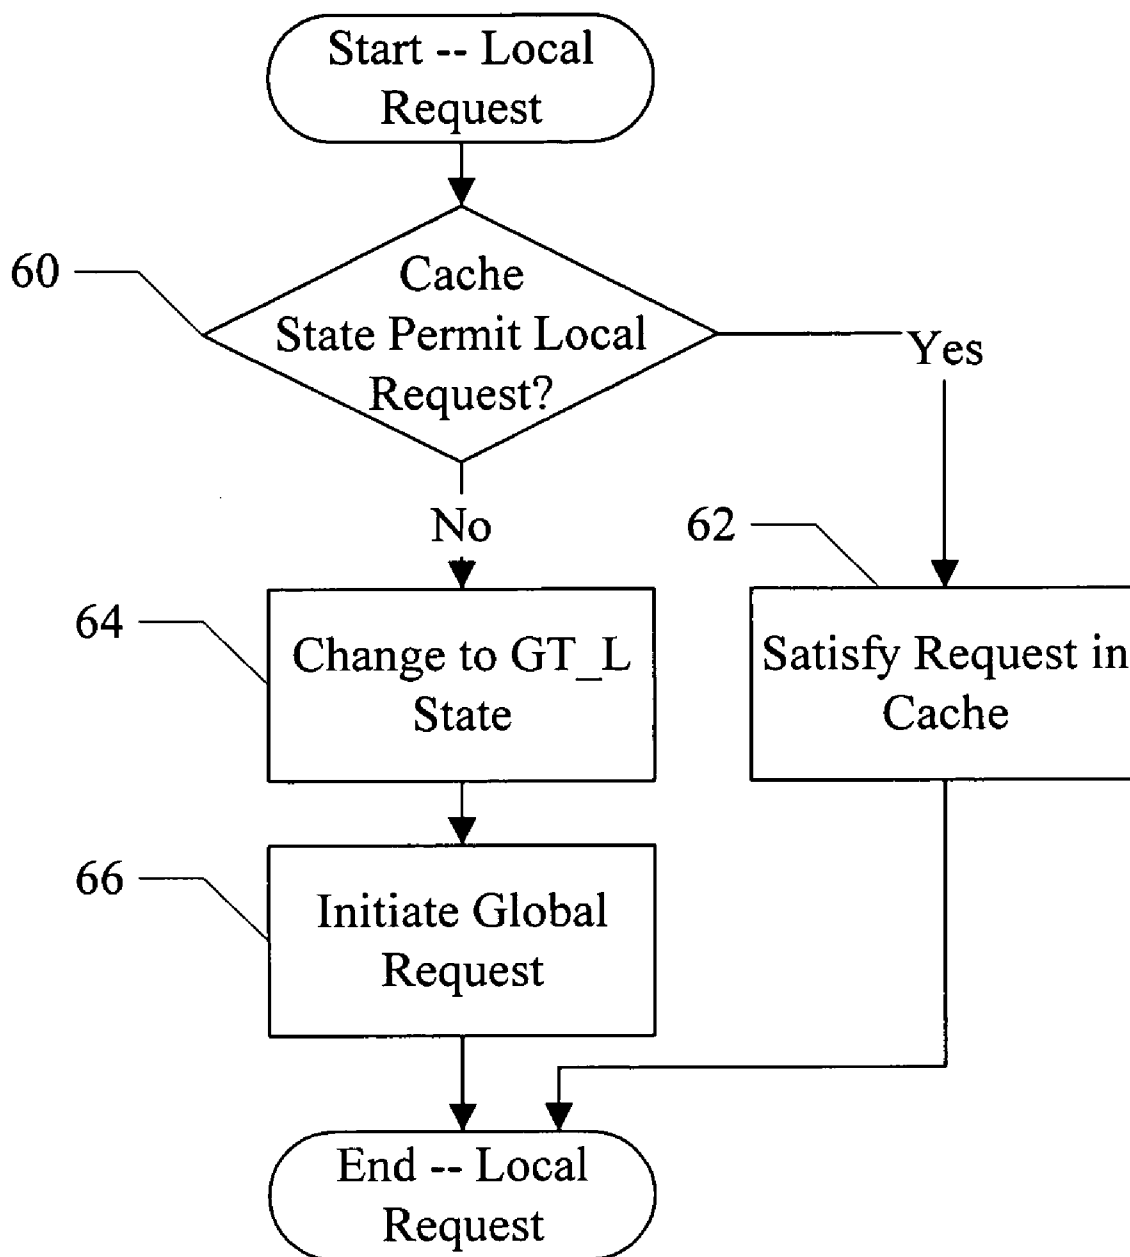 Start -- Local
Request
60
Cache
State Permit Local
Request?
Yes
No
62
64
Change to GT_L
State
Satisfy Request in
Cache
66
Initiate Global
Request
End -- Local
Request